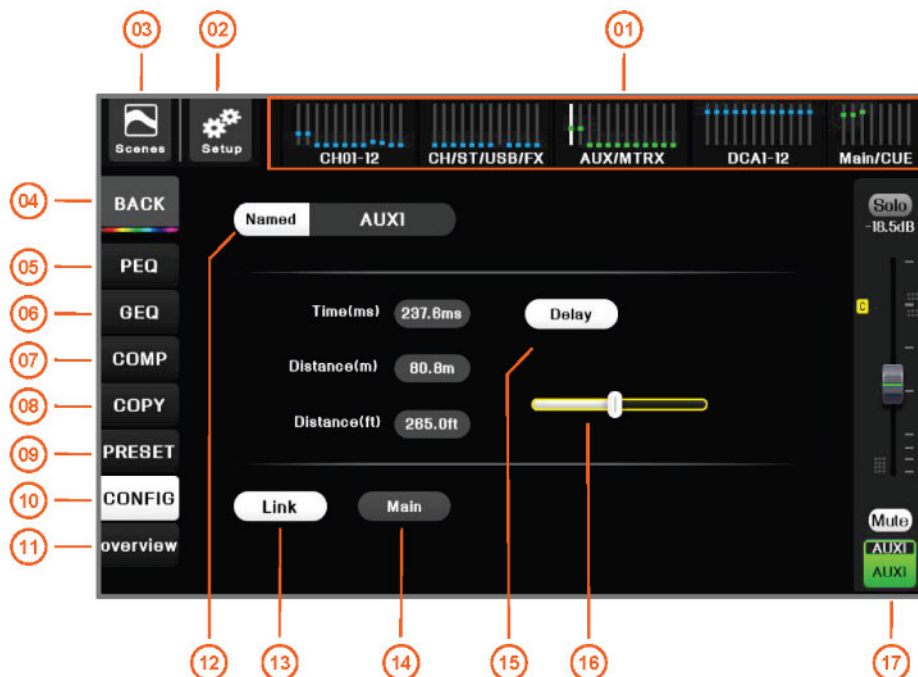 03
02
01
Scenes
Setup
CH01-12
CH/ST/USB/FX
AUX/MTRX
DCA1-12
Main/CUE
04
BACK
Named
AUX1
Solo
-18.5dB
05
PEQ
06
GEQ
Time(ms)
237.6ms
Delay
C
07
COMP
Distance(m)
80.8m
08
COPY
Distance(ft)
265.0ft
09
PRESET
10
CONFIG
Link
Main
Mute
11
overview
AUX1
AUX1
12
13
14
15
16
17